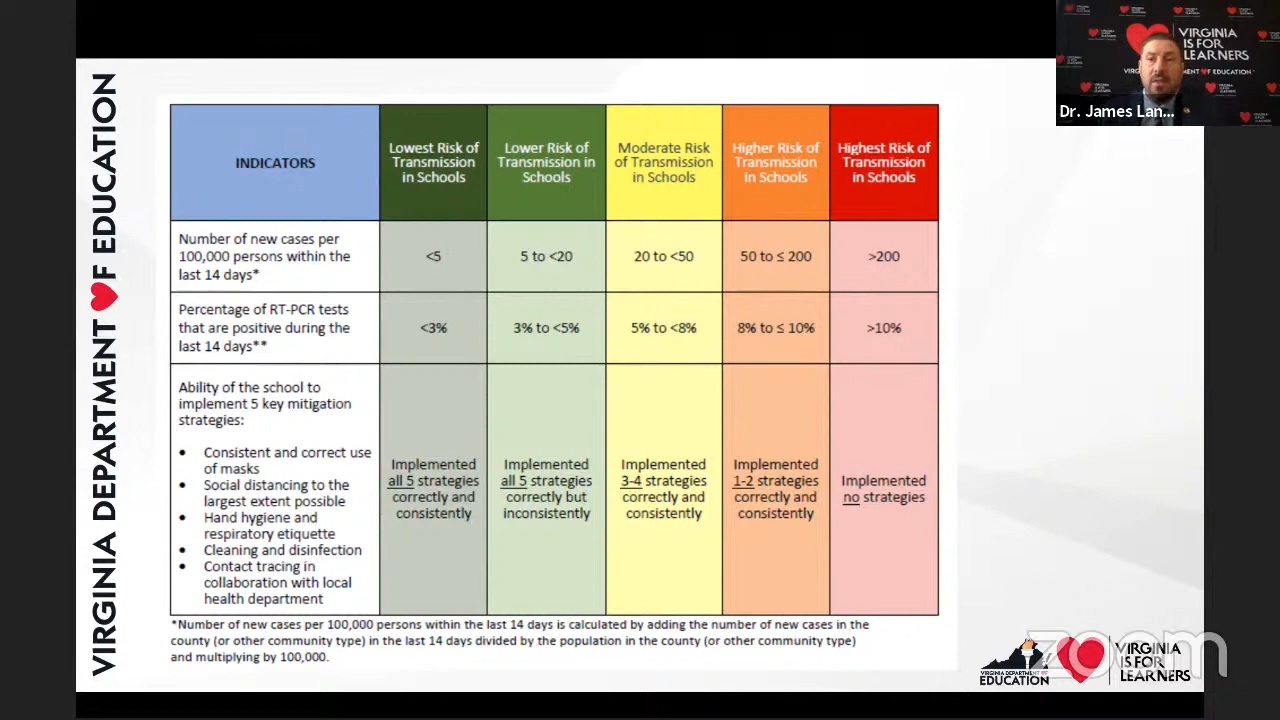 VIRGINIA DEPARTMENT OF EDUCATION
VIRGINIA
IS FOR
LEARNERS
Dr. James Lan...
INDICATORS
Lowest Risk of
Transmission
in Schools
Lower Risk of
Transmission in
Schools
Moderate Risk
of Transmission
in Schools
Higher Risk of
Transmission
in Schools
Highest Risk of
Transmission
in Schools
Number of new cases per
100,000 persons within the
last 14 days*
<5
5 to <20
20 to <50
50 to ≤ 200
>200
Percentage of RT-PCR tests
that are positive during the
last 14 days**
<3%
3% to <5%
5% to <8%
8% to ≤ 10%
>10%
Ability of the school to
implement 5 key mitigation
strategies:
• Consistent and correct use
of masks
• Social distancing to the
largest extent possible
• Hand hygiene and
respiratory etiquette
• Cleaning and disinfection
• Contact tracing in
collaboration with local
health department
Implemented
all 5 strategies
correctly and
consistently
Implemented
all 5 strategies
correctly but
inconsistently
Implemented
3-4 strategies
correctly and
consistently
Implemented
1-2 strategies
correctly and
consistently
Implemented
no strategies
*Number of new cases per 100,000 persons within the last 14 days is calculated by adding the number of new cases in the
county (or other community type) in the last 14 days divided by the population in the county (or other community type)
and multiplying by 100,000.
VIRGINIA DEPARTMENT OF
EDUCATION
VIRGINIA
IS FOR
LEARNERS
zoom